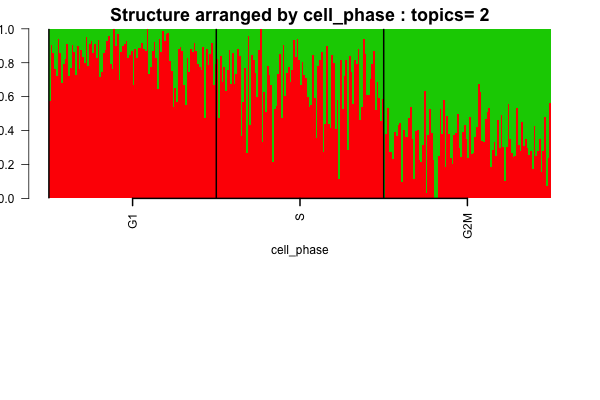 Structure arranged by cell_phase : topics= 2
1.0
0.8
0.6
0.4
0.2
0.0
G1
S
G2M
cell_phase